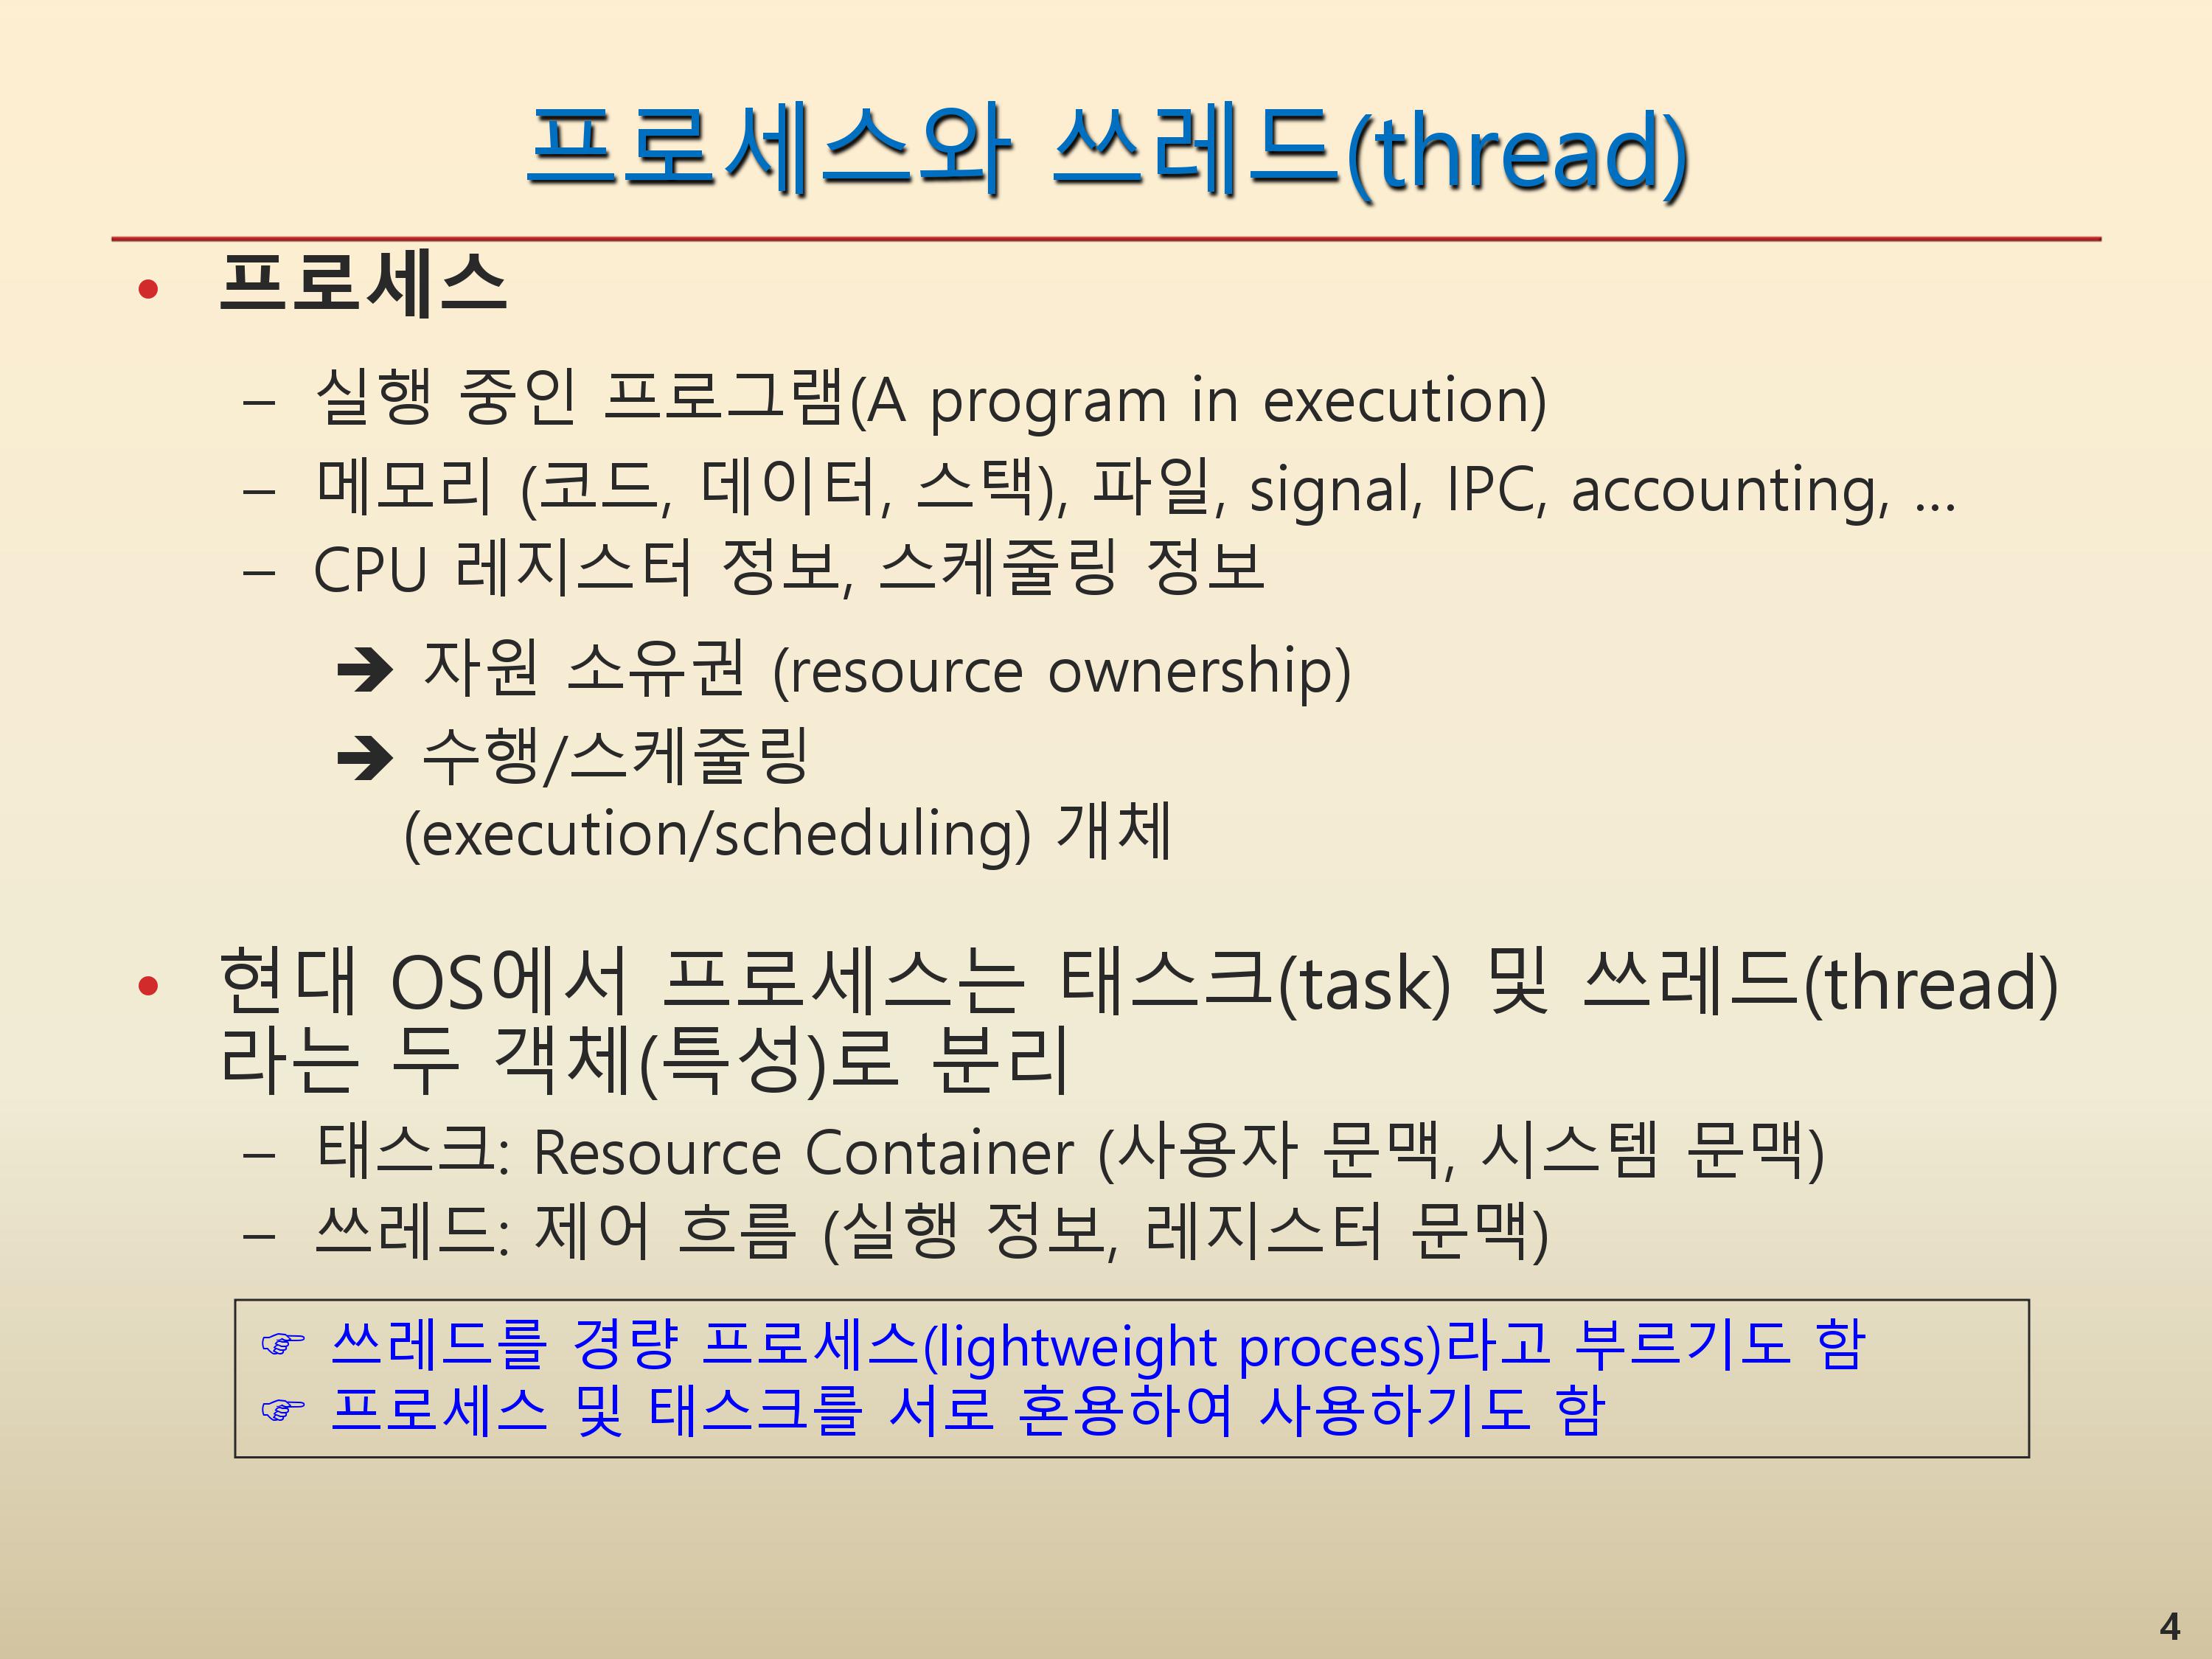 프로세스와 쓰레드(thread)
• 프로세스
– 실행 중인 프로그램(A program in execution)
– 메모리 (코드, 데이터, 스택), 파일, signal, IPC, accounting, …
– CPU 레지스터 정보, 스케줄링 정보
➔ 자원 소유권 (resource ownership)
➔ 수행/스케줄링
(execution/scheduling) 개체
• 현대 OS에서 프로세스는 태스크(task) 및 쓰레드(thread)
라는 두 객체(특성)로 분리
– 태스크: Resource Container (사용자 문맥, 시스템 문맥)
– 쓰레드: 제어 흐름 (실행 정보, 레지스터 문맥)
☞ 쓰레드를 경량 프로세스(lightweight process)라고 부르기도 함
☞ 프로세스 및 태스크를 서로 혼용하여 사용하기도 함
4